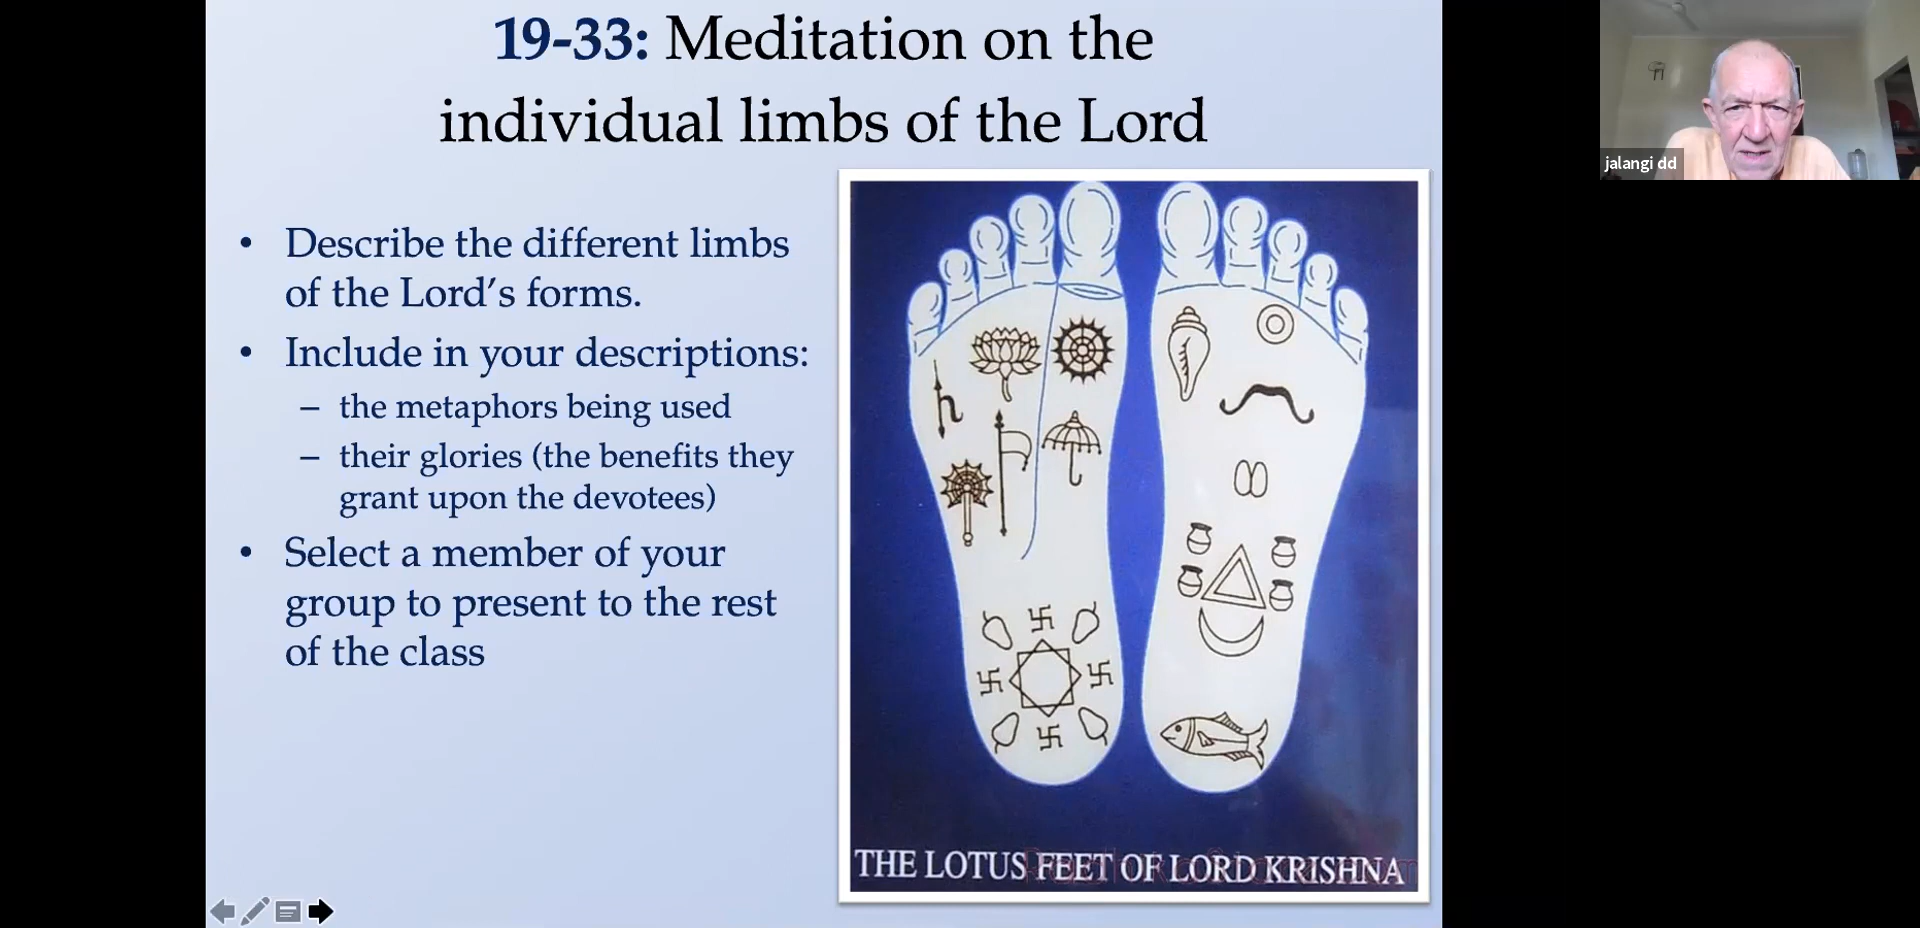 19-33: Meditation on the
individual limbs of the Lord
• Describe the different limbs
of the Lord’s forms.
• Include in your descriptions:
– the metaphors being used
– their glories (the benefits they
grant upon the devotees)
• Select a member of your
group to present to the rest
of the class
THE LOTUS FEET OF LORD KRISHNA
jalangi dd